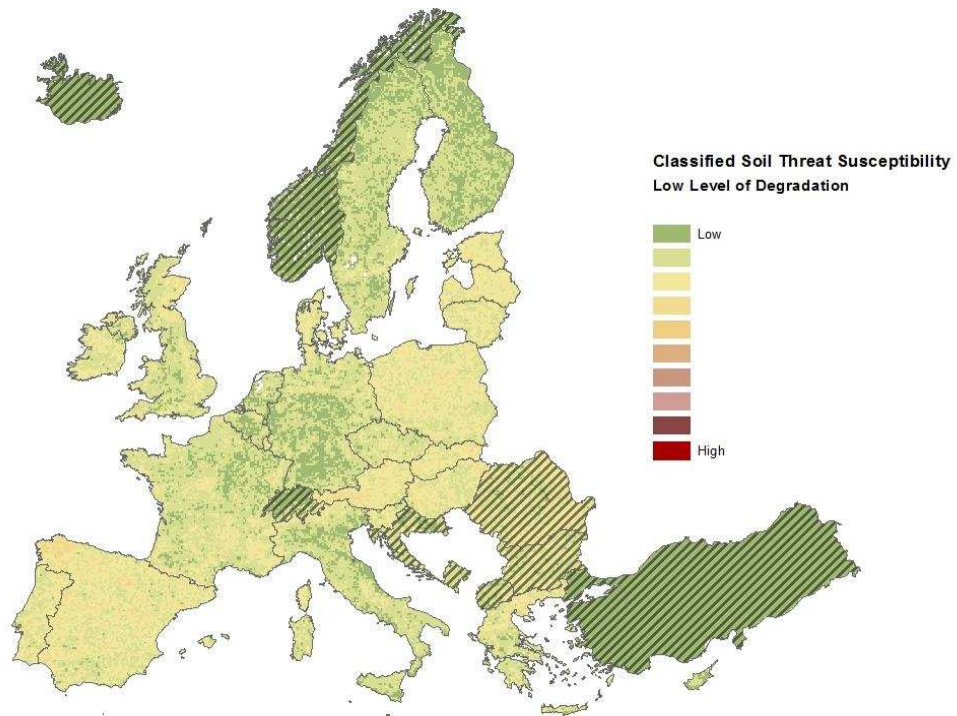 Classified Soil Threat Susceptibility
Low Level of Degradation
Low
High